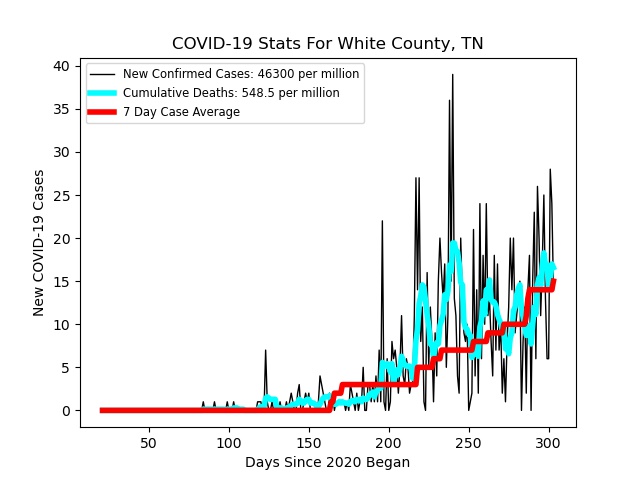 COVID-19 Stats For White County, TN
New Confirmed Cases: 46300 per million
Cumulative Deaths: 548.5 per million
7 Day Case Average
40
35
30
25
20
15
10
5
0
New COVID-19 Cases
50 100 150 200 250 300
Days Since 2020 Began